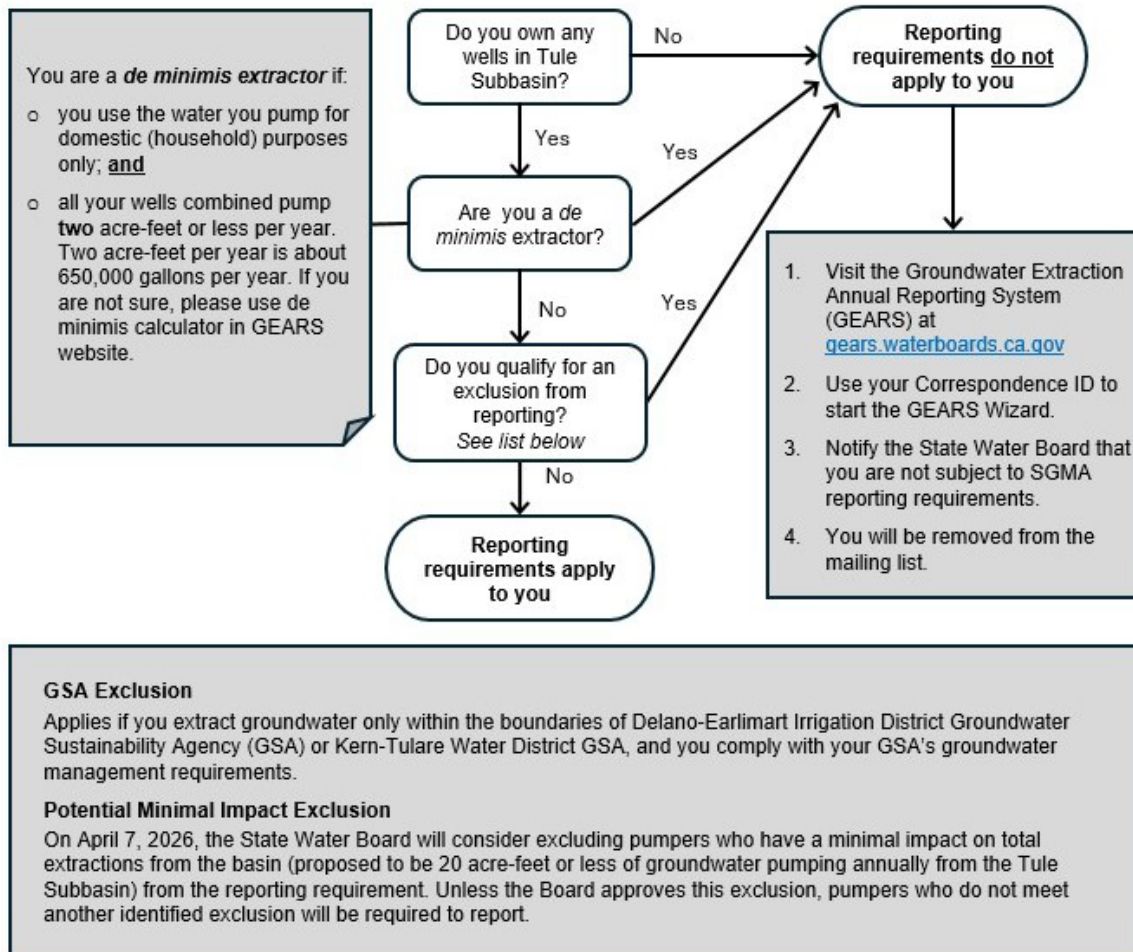 You are a de minimis extractor if:
o you use the water you pump for
domestic (household) purposes
only; and
o all your wells combined pump
two acre-feet or less per year.
Two acre-feet per year is about
650,000 gallons per year. If you
are not sure, please use de
minimis calculator in GEARS
website.
Do you own any
wells in Tule
Subbasin?
No
Yes
Are you a de
minimis extractor?
Yes
No
Do you qualify for an
exclusion from
reporting?
See list below
Yes
No
Reporting
requirements apply
to you
Reporting
requirements do not
apply to you
1. Visit the Groundwater Extraction
Annual Reporting System
(GEARS) at
gears.waterboards.ca.gov
2. Use your Correspondence ID to
start the GEARS Wizard.
3. Notify the State Water Board that
you are not subject to SGMA
reporting requirements.
4. You will be removed from the
mailing list.
GSA Exclusion
Applies if you extract groundwater only within the boundaries of Delano-Earlimart Irrigation District Groundwater
Sustainability Agency (GSA) or Kern-Tulare Water District GSA, and you comply with your GSA's groundwater
management requirements.
Potential Minimal Impact Exclusion
On April 7, 2026, the State Water Board will consider excluding pumpers who have a minimal impact on total
extractions from the basin (proposed to be 20 acre-feet or less of groundwater pumping annually from the Tule
Subbasin) from the reporting requirement. Unless the Board approves this exclusion, pumpers who do not meet
another identified exclusion will be required to report.